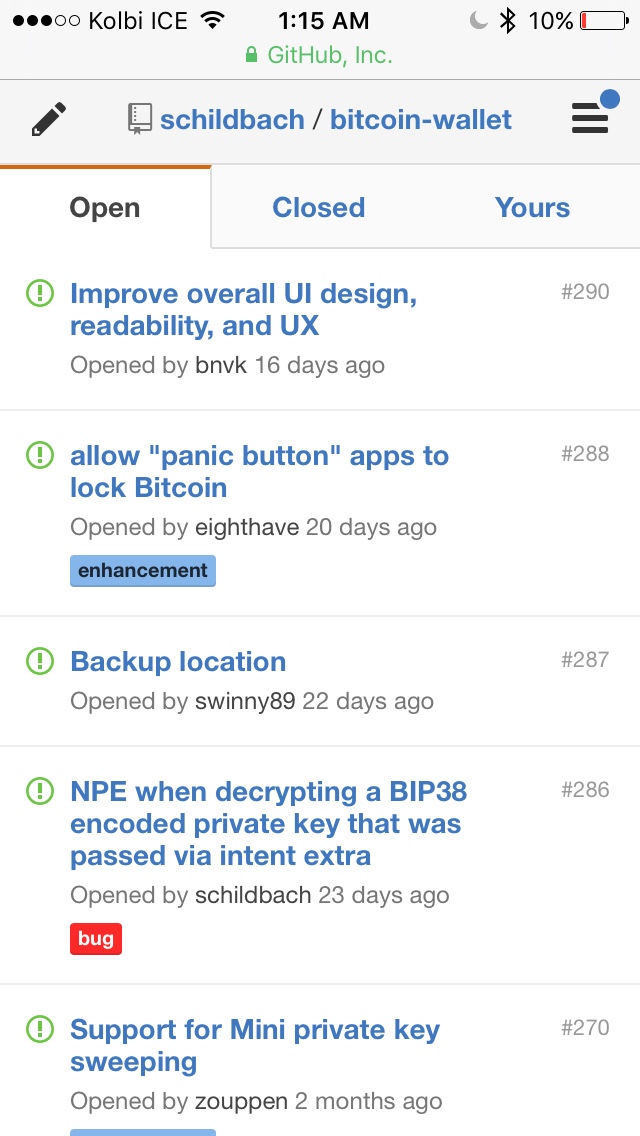 Kolbi ICE 1:15 AM 10%
GitHub, Inc.
schildbach / bitcoin-wallet
Open Closed Yours
Improve overall UI design, #290
readability, and UX
Opened by bnvk 16 days ago
allow "panic button" apps to #288
lock Bitcoin
Opened by eighthave 20 days ago
enhancement
Backup location #287
Opened by swinny89 22 days ago
NPE when decrypting a BIP38 #286
encoded private key that was
passed via intent extra
Opened by schildbach 23 days ago
bug
Support for Mini private key #270
sweeping
Opened by zouppen 2 months ago